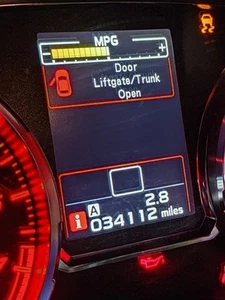 MPG
- +
Door
Liftgate/Trunk
Open
A 2.8
i 034112 miles